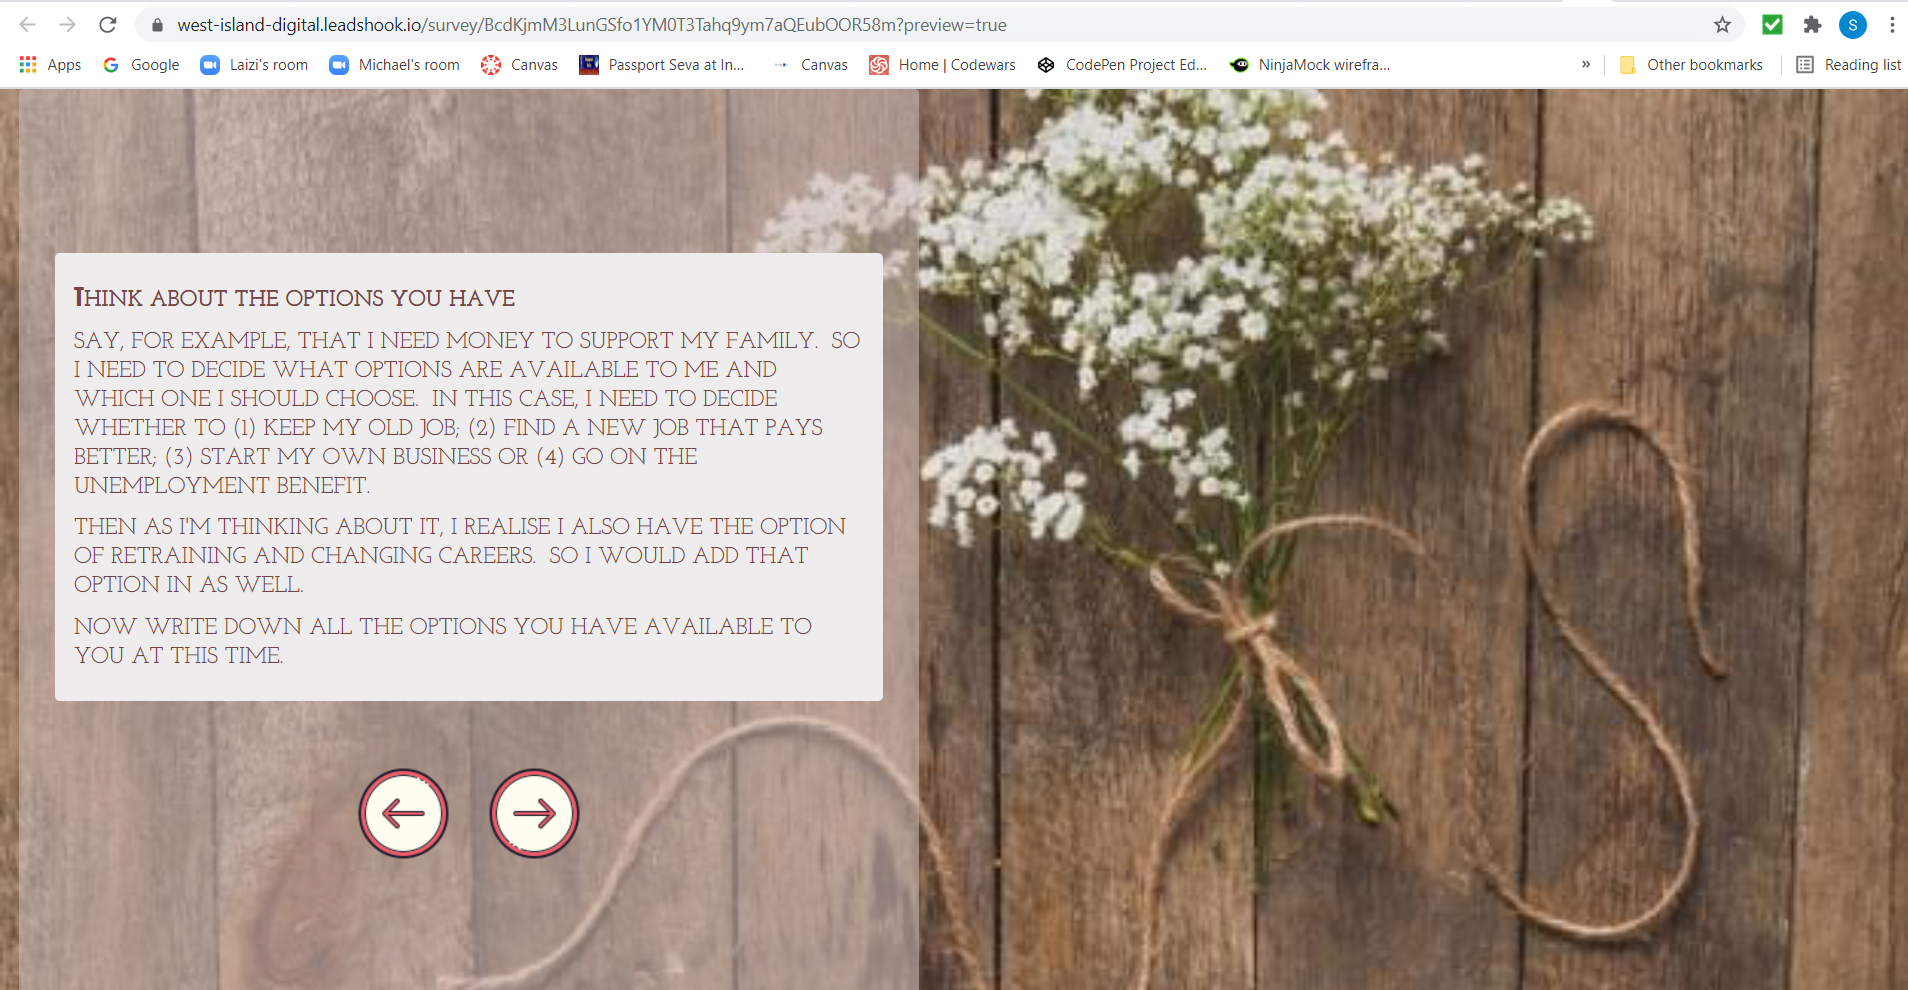 west-island-digital.leadshook.io/survey/BcdKjmM3LunGSfo1YM0T3Tahq9ym7aQEubOOR58m?preview=true
S
Apps Google Laizi's room Michael's room Canvas Passport Seva at In... Canvas Home | Codewars CodePen Project Ed... NinjaMock wirefra... » Other bookmarks Reading list
THINK ABOUT THE OPTIONS YOU HAVE
SAY, FOR EXAMPLE, THAT I NEED MONEY TO SUPPORT MY FAMILY. SO
I NEED TO DECIDE WHAT OPTIONS ARE AVAILABLE TO ME AND
WHICH ONE I SHOULD CHOOSE. IN THIS CASE, I NEED TO DECIDE
WHETHER TO (1) KEEP MY OLD JOB; (2) FIND A NEW JOB THAT PAYS
BETTER; (3) START MY OWN BUSINESS OR (4) GO ON THE
UNEMPLOYMENT BENEFIT.
THEN AS I'M THINKING ABOUT IT, I REALISE I ALSO HAVE THE OPTION
OF RETRAINING AND CHANGING CAREERS. SO I WOULD ADD THAT
OPTION IN AS WELL.
NOW WRITE DOWN ALL THE OPTIONS YOU HAVE AVAILABLE TO
YOU AT THIS TIME.